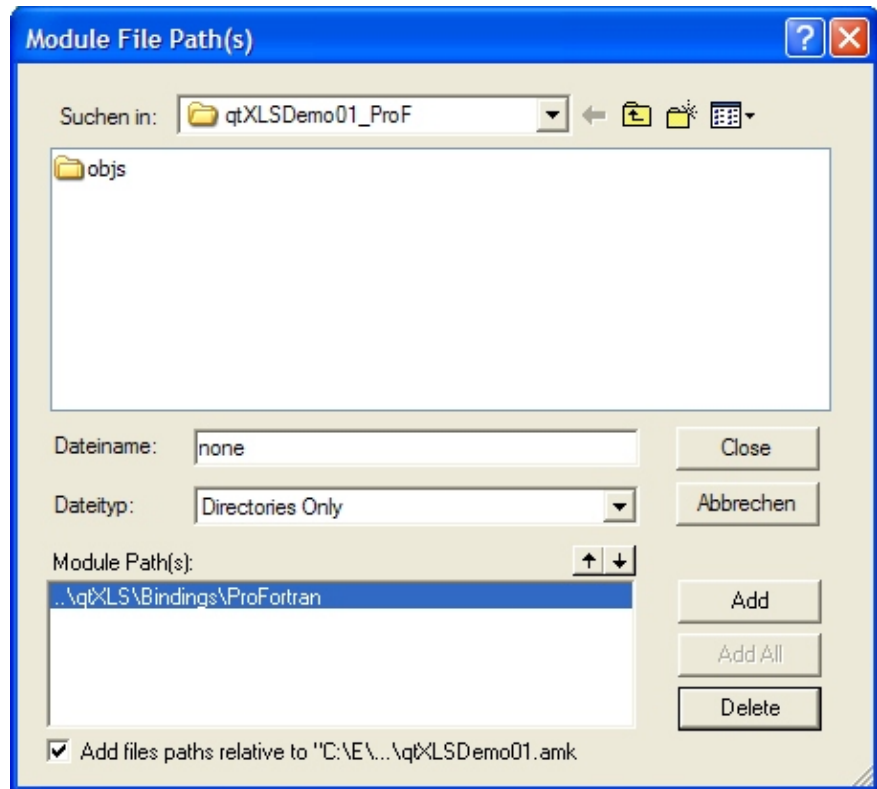 Module File Path(s)
Suchen in: qtXLSDemo01_ProF
objs
Dateiname: none Close
Dateityp: Directories Only Abbrechen
Module Path(s):
..\qtXLS\Bindings\ProFortran
Add
Add All
Delete
Add files paths relative to "C:\E\...\qtXLSDemo01.amk